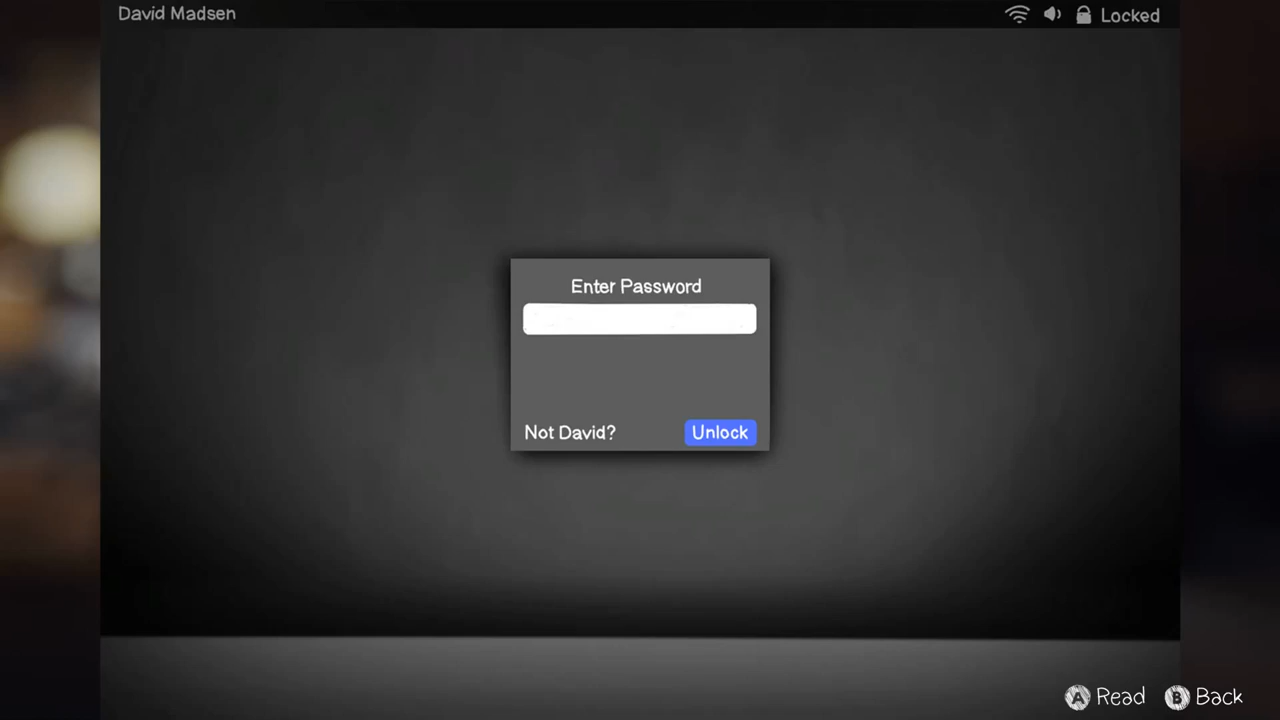 David Madsen
Locked
Enter Password
Not David?
Unlock
A Read B Back